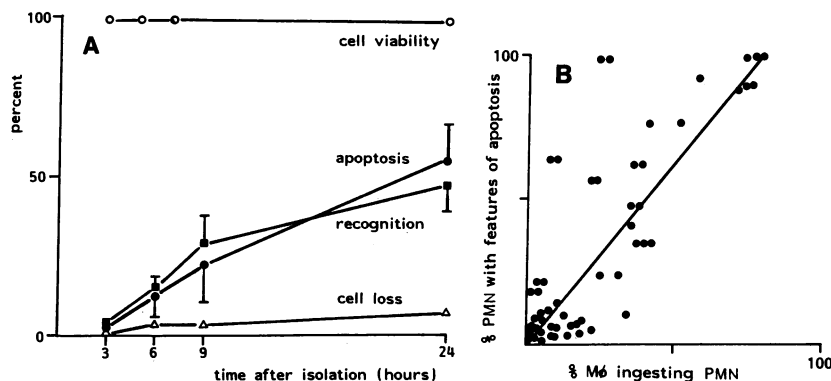 100
A
percent
50
0
cell viability
apoptosis
recognition
cell loss
3 6 9 24
time after isolation (hours)
100
B
% PMN with features of apoptosis
100
% Mø ingesting PMN